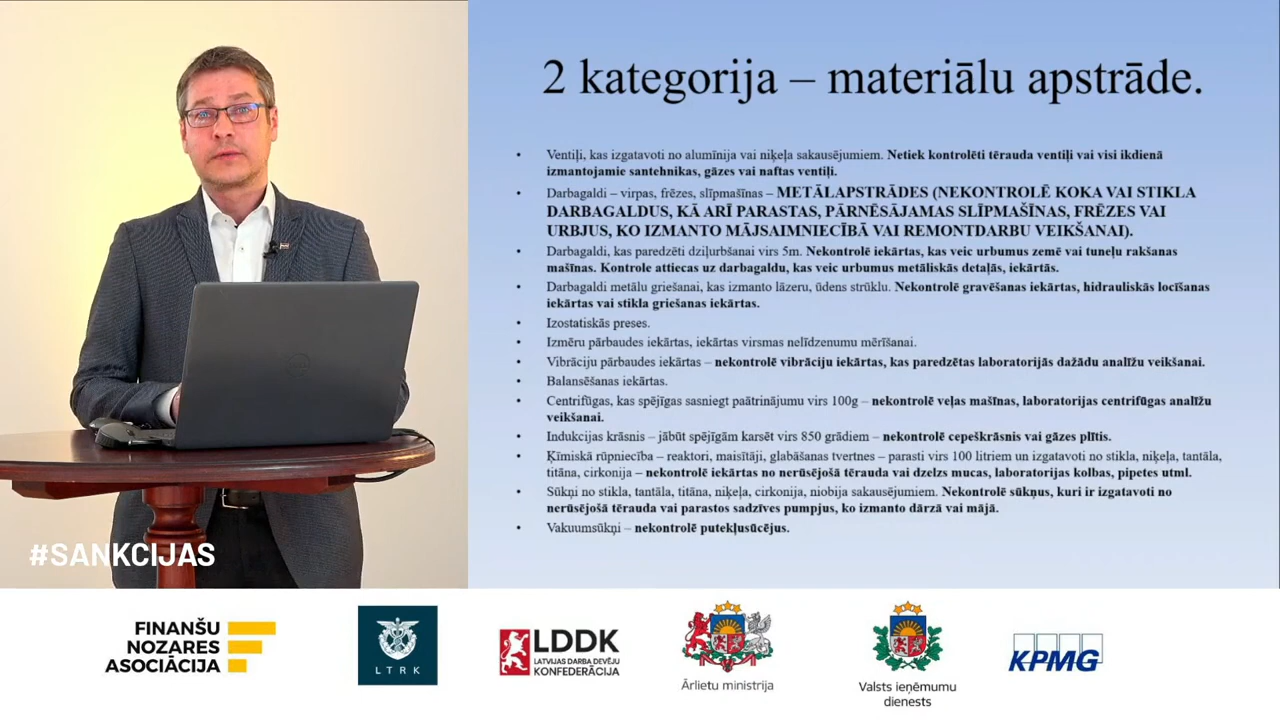 2 kategorija – materiālu apstrāde.
• Ventiļi, kas izgatavoti no alumīnija vai niķeļa sakausējumiem. Netiek kontrolēti tērauda ventiļi vai visi ikdienā
izmantojamie santehnikas, gāzes vai naftas ventiļi.
• Darbagaldi – virpas, frēzes, slīpmašīnas – METĀLAPSTRĀDES (NEKONTROLĒ KOKA VAI STIKLA
DARBAGALDUS, KĀ ARĪ PARASTAS, PĀRNĒSĀJAMAS SLĪPMAŠĪNAS, FRĒZES VAI
URBJUS, KO IZMANTO MĀJSAIMNIECĪBĀ VAI REMONTDARBU VEIKŠANAI).
• Darbagaldi, kas paredzēti dziļurbšanai virs 5m. Nekontrolē iekārtas, kas veic urbumus zemē vai tuneļu rakšanas
mašīnas. Kontrole attiecas uz darbagaldu, kas veic urbumus metāliskās detaļās, iekārtās.
• Darbagaldi metālu griešanai, kas izmanto lāzeru, ūdens strūklu. Nekontrolē gravēšanas iekārtas, hidrauliskās locīšanas
iekārtas vai stikla griešanas iekārtas.
• Izostatiskās preses.
• Izmēru pārbaudes iekārtas, iekārtas virsmas nelīdzenumu mērīšanai.
• Vibrāciju pārbaudes iekārtas – nekontrolē vibrāciju iekārtas, kas paredzētas laboratorijās dažādu analīžu veikšanai.
• Balansēšanas iekārtas.
• Centrifūgas, kas spējīgas sasniegt paātrinājumu virs 100g – nekontrolē veļas mašīnas, laboratorijas centrifūgas analīžu
veikšanai.
• Indukcijas krāsnis – jābūt spējīgām karsēt virs 850 grādiem – nekontrolē cepeškrāsnis vai gāzes plītis.
• Ķīmiskā rūpniecība – reaktori, maisītāji, glabāšanas tvertnes – parasti virs 100 litriem un izgatavoti no stikla, niķeļa, tantāla,
titāna, cirkonija – nekontrolē iekārtas no nerūsējošā tērauda vai dzelzs mucas, laboratorijas kolbas, pipetes utml.
• Sūkņi no stikla, tantāla, titāna, niķeļa, cirkonija, niobija sakausējumiem. Nekontrolē sūkņus, kuri ir izgatavoti no
nerūsējošā tērauda vai parastos sadzīves pumpjus, ko izmanto dārzā vai mājā.
• Vakuumsūkņi – nekontrolē putekļusūcējus.
#SANKCIJAS
FINANŠU
NOZARES
ASOCIĀCIJA
LTRK
LDDK
LATVIJAS DARBA DEVĒJU
KONFEDERĀCIJA
Ārlietu ministrija
Valsts ieņēmumu
dienests
KPMG